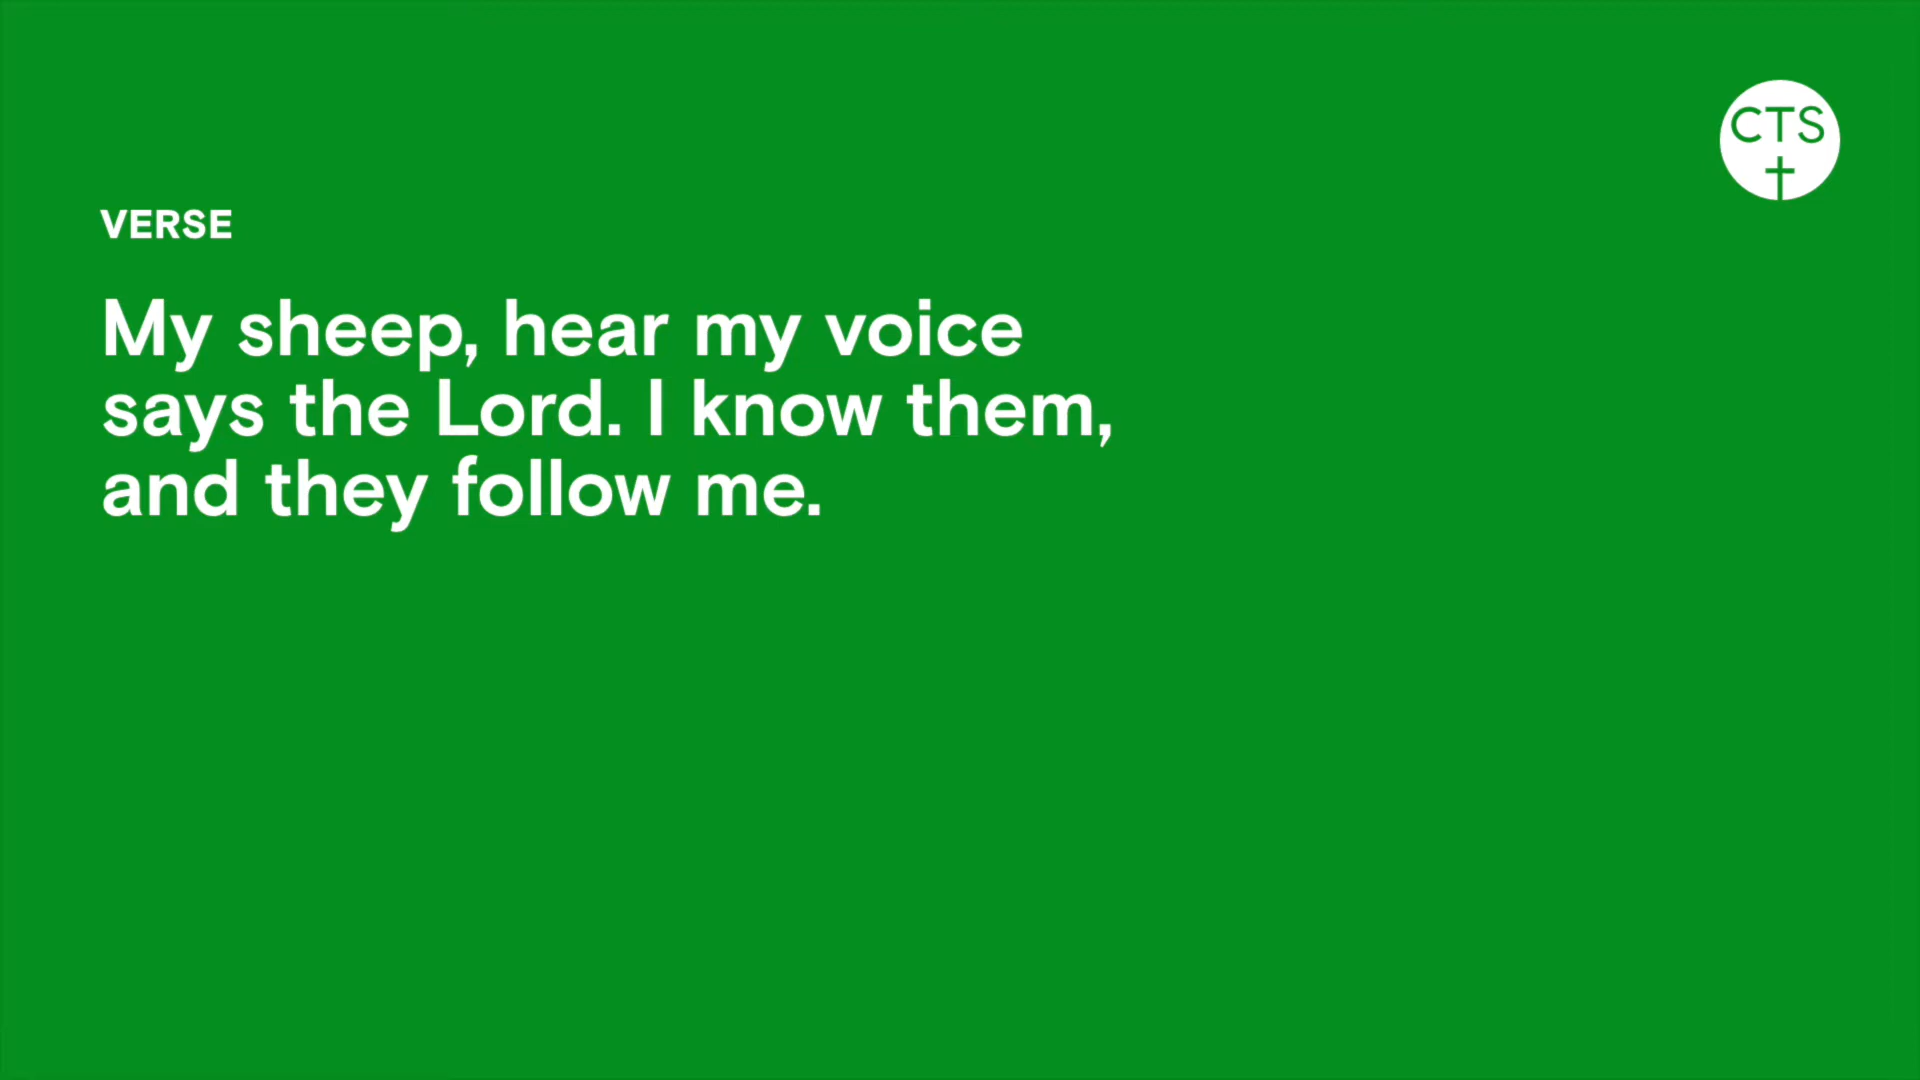 CTS
VERSE
My sheep, hear my voice
says the Lord. I know them,
and they follow me.